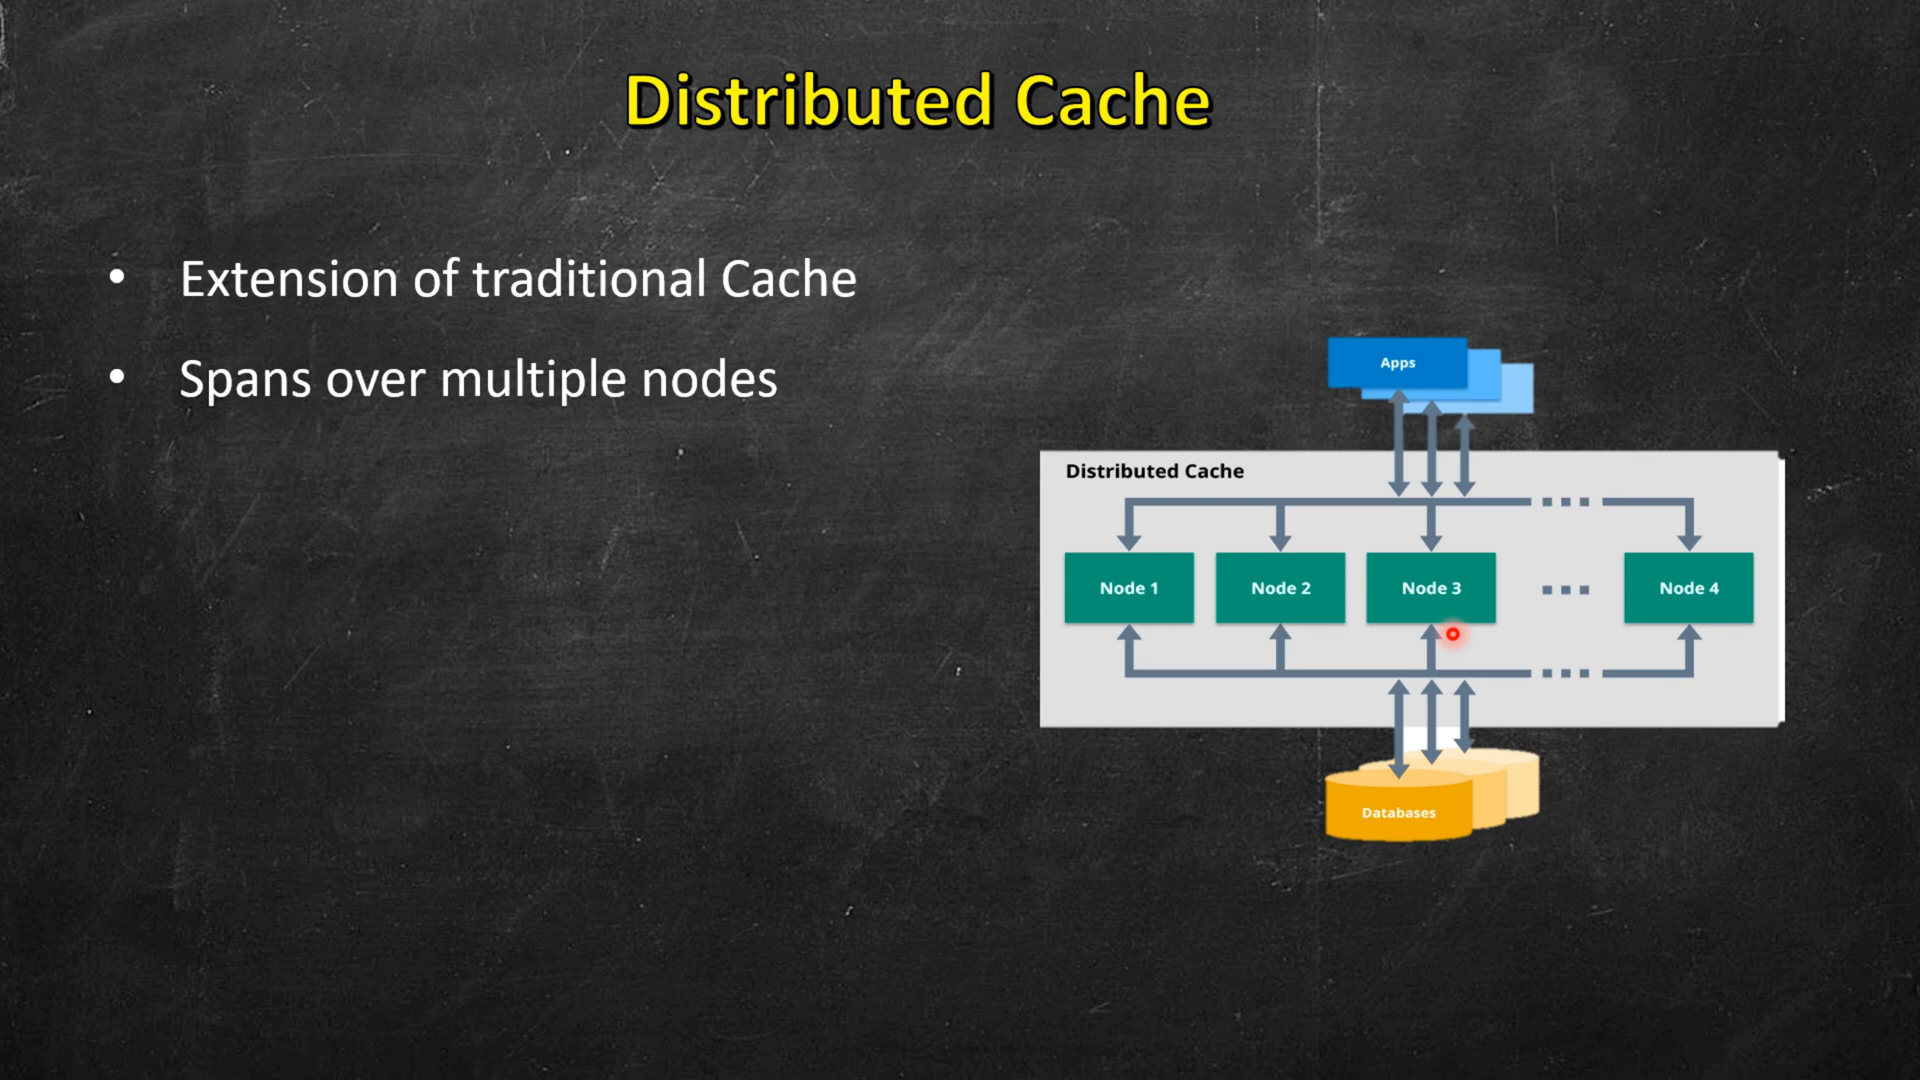 Distributed Cache
• Extension of traditional Cache
• Spans over multiple nodes
Apps
Distributed Cache
Node 1 Node 2 Node 3 Node 4
Databases